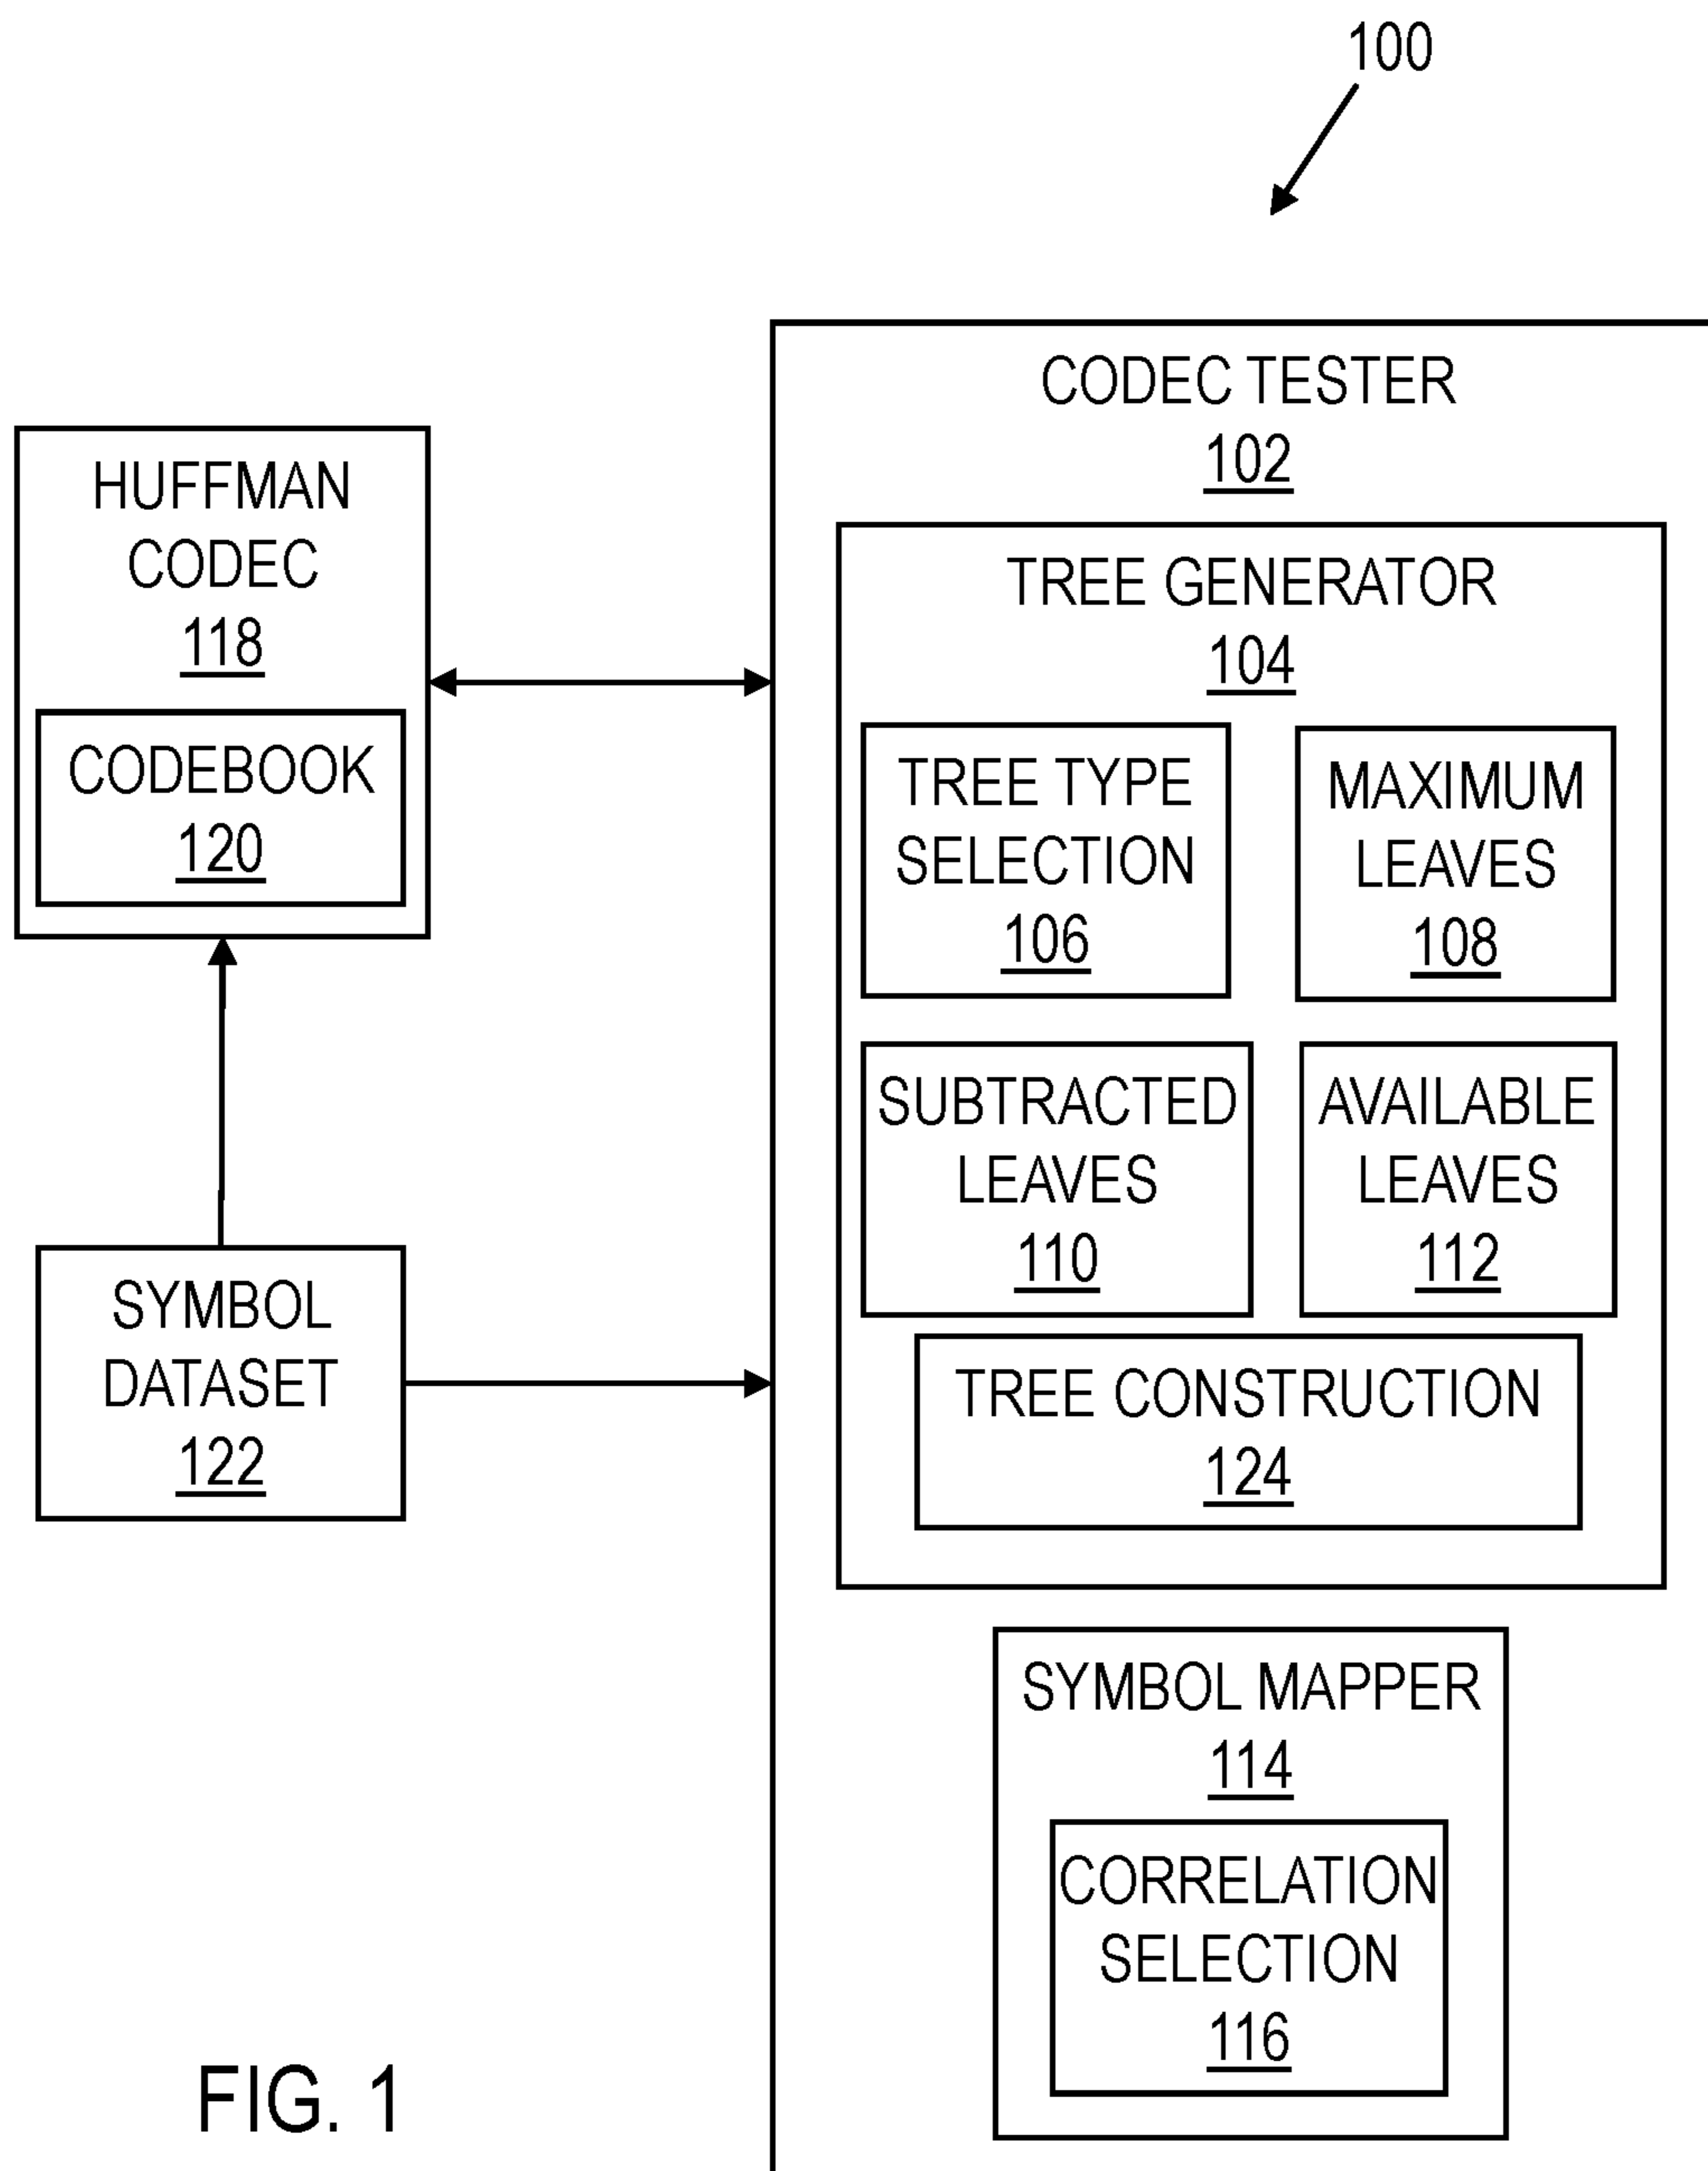 100
CODEC TESTER
102
HUFFMAN
CODEC
118
CODEBOOK
120
TREE GENERATOR
104
TREE TYPE
SELECTION
106
MAXIMUM
LEAVES
108
SUBTRACTED
LEAVES
110
AVAILABLE
LEAVES
112
SYMBOL
DATASET
122
TREE CONSTRUCTION
124
SYMBOL MAPPER
114
CORRELATION
SELECTION
116
FIG. 1